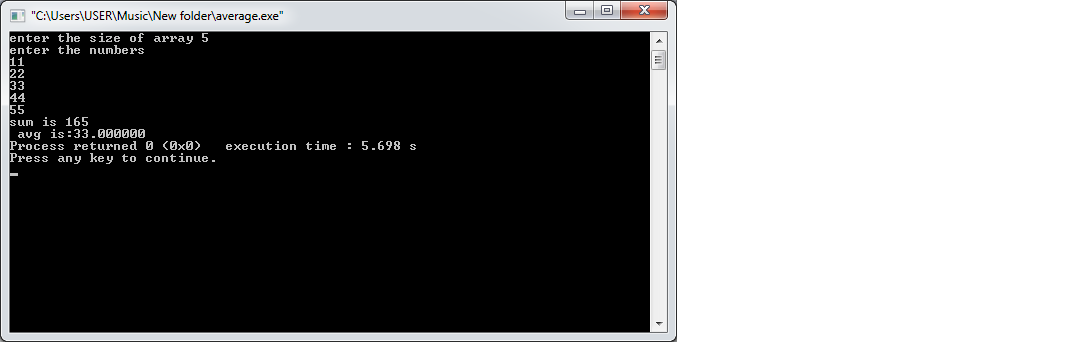 "C:\Users\USER\Music\New folder\average.exe"
enter the size of array 5
enter the numbers
11
22
33
44
55
sum is 165
 avg is:33.000000
Process returned 0 (0x0)   execution time : 5.698 s
Press any key to continue.